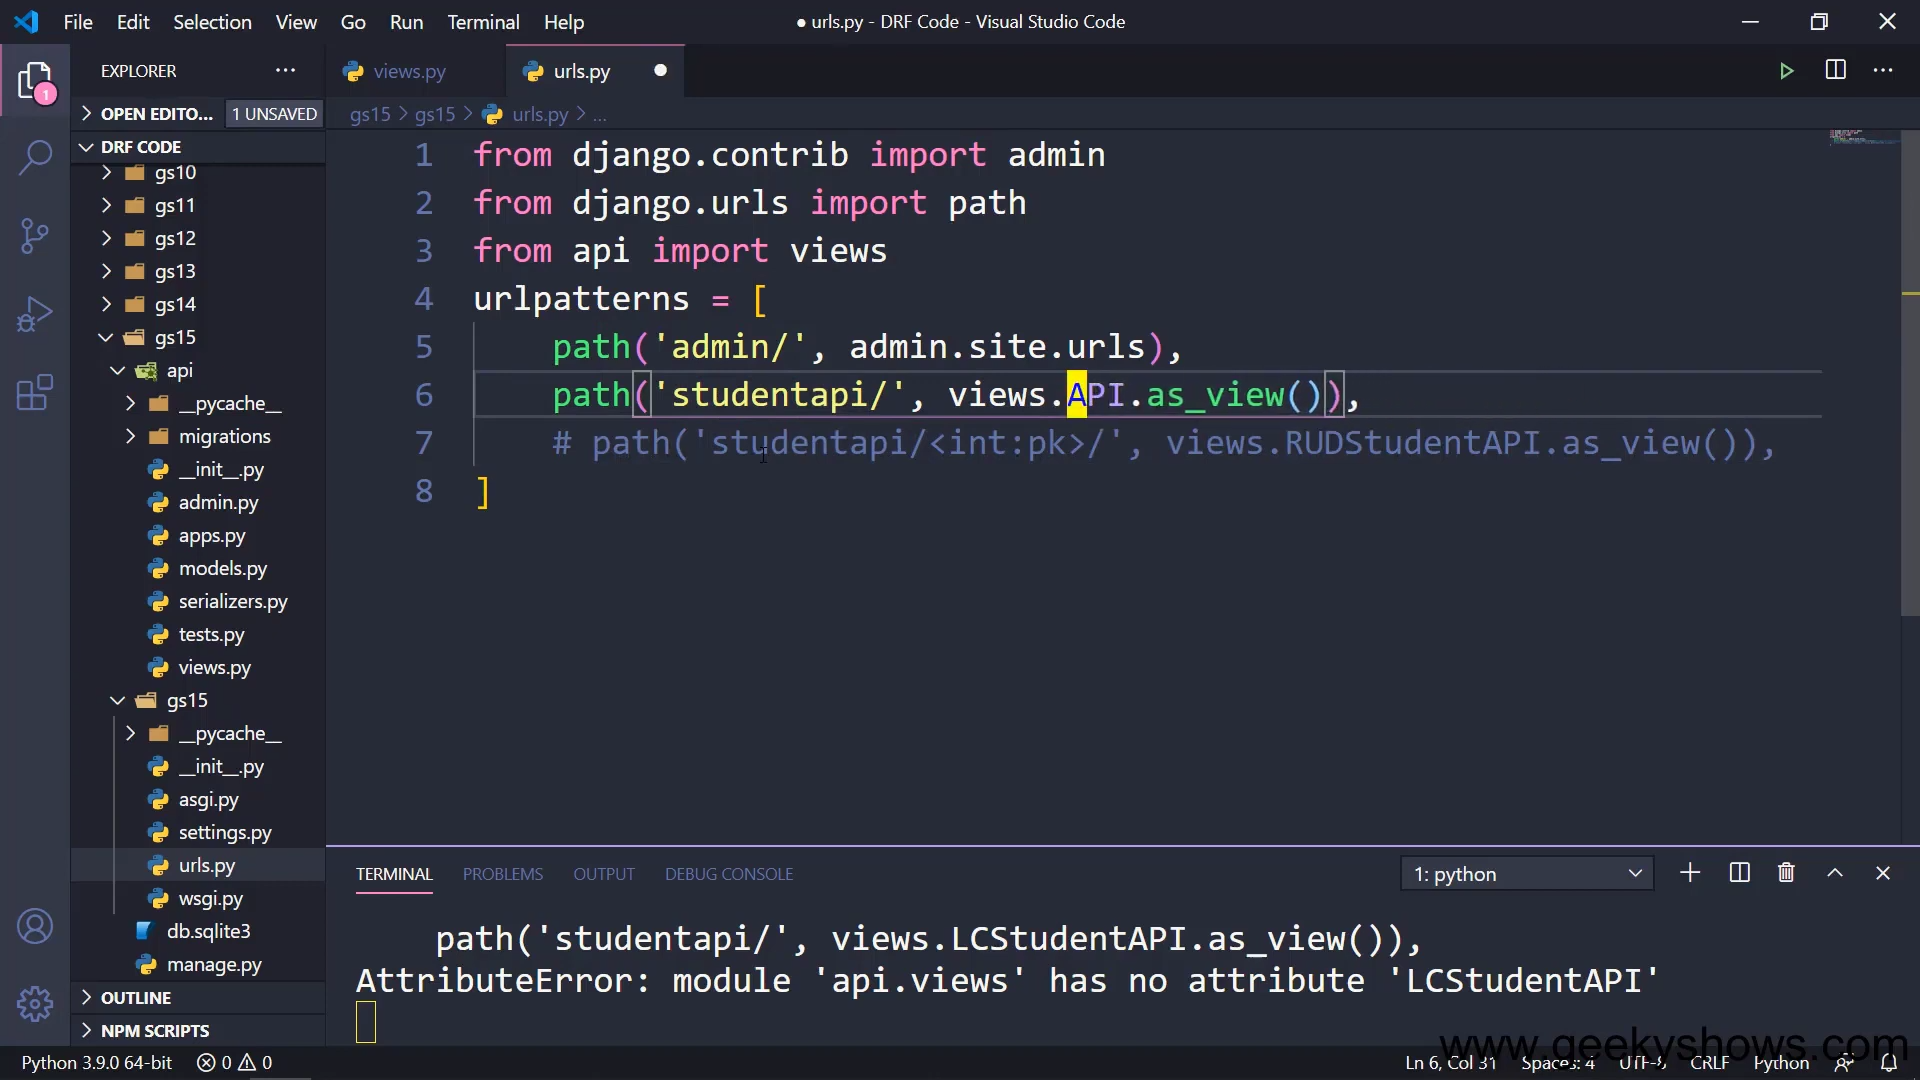 File Edit Selection View Go Run Terminal Help
● urls.py - DRF Code - Visual Studio Code
EXPLORER
views.py
urls.py
OPEN EDITO... 1 UNSAVED
gs15 > gs15 > urls.py > ...
DRF CODE
gs10
gs11
gs12
gs13
gs14
gs15
api
__pycache__
migrations
__init__.py
admin.py
apps.py
models.py
serializers.py
tests.py
views.py
gs15
__pycache__
__init__.py
asgi.py
settings.py
urls.py
wsgi.py
db.sqlite3
manage.py
OUTLINE
NPM SCRIPTS
1
1 from django.contrib import admin
2 from django.urls import path
3 from api import views
4 urlpatterns = [
5     path('admin/', admin.site.urls),
6     path('studentapi/', views.API.as_view()),
7     # path('studentapi/<int:pk>/', views.RUDStudentAPI.as_view()),
8 ]
TERMINAL PROBLEMS OUTPUT DEBUG CONSOLE
1: python
path('studentapi/', views.LCStudentAPI.as_view()),
AttributeError: module 'api.views' has no attribute 'LCStudentAPI'
www.geekyshows.com
Python 3.9.0 64-bit 0 0
Ln 6, Col 31 Spaces: 4 UTF-8 CRLF Python